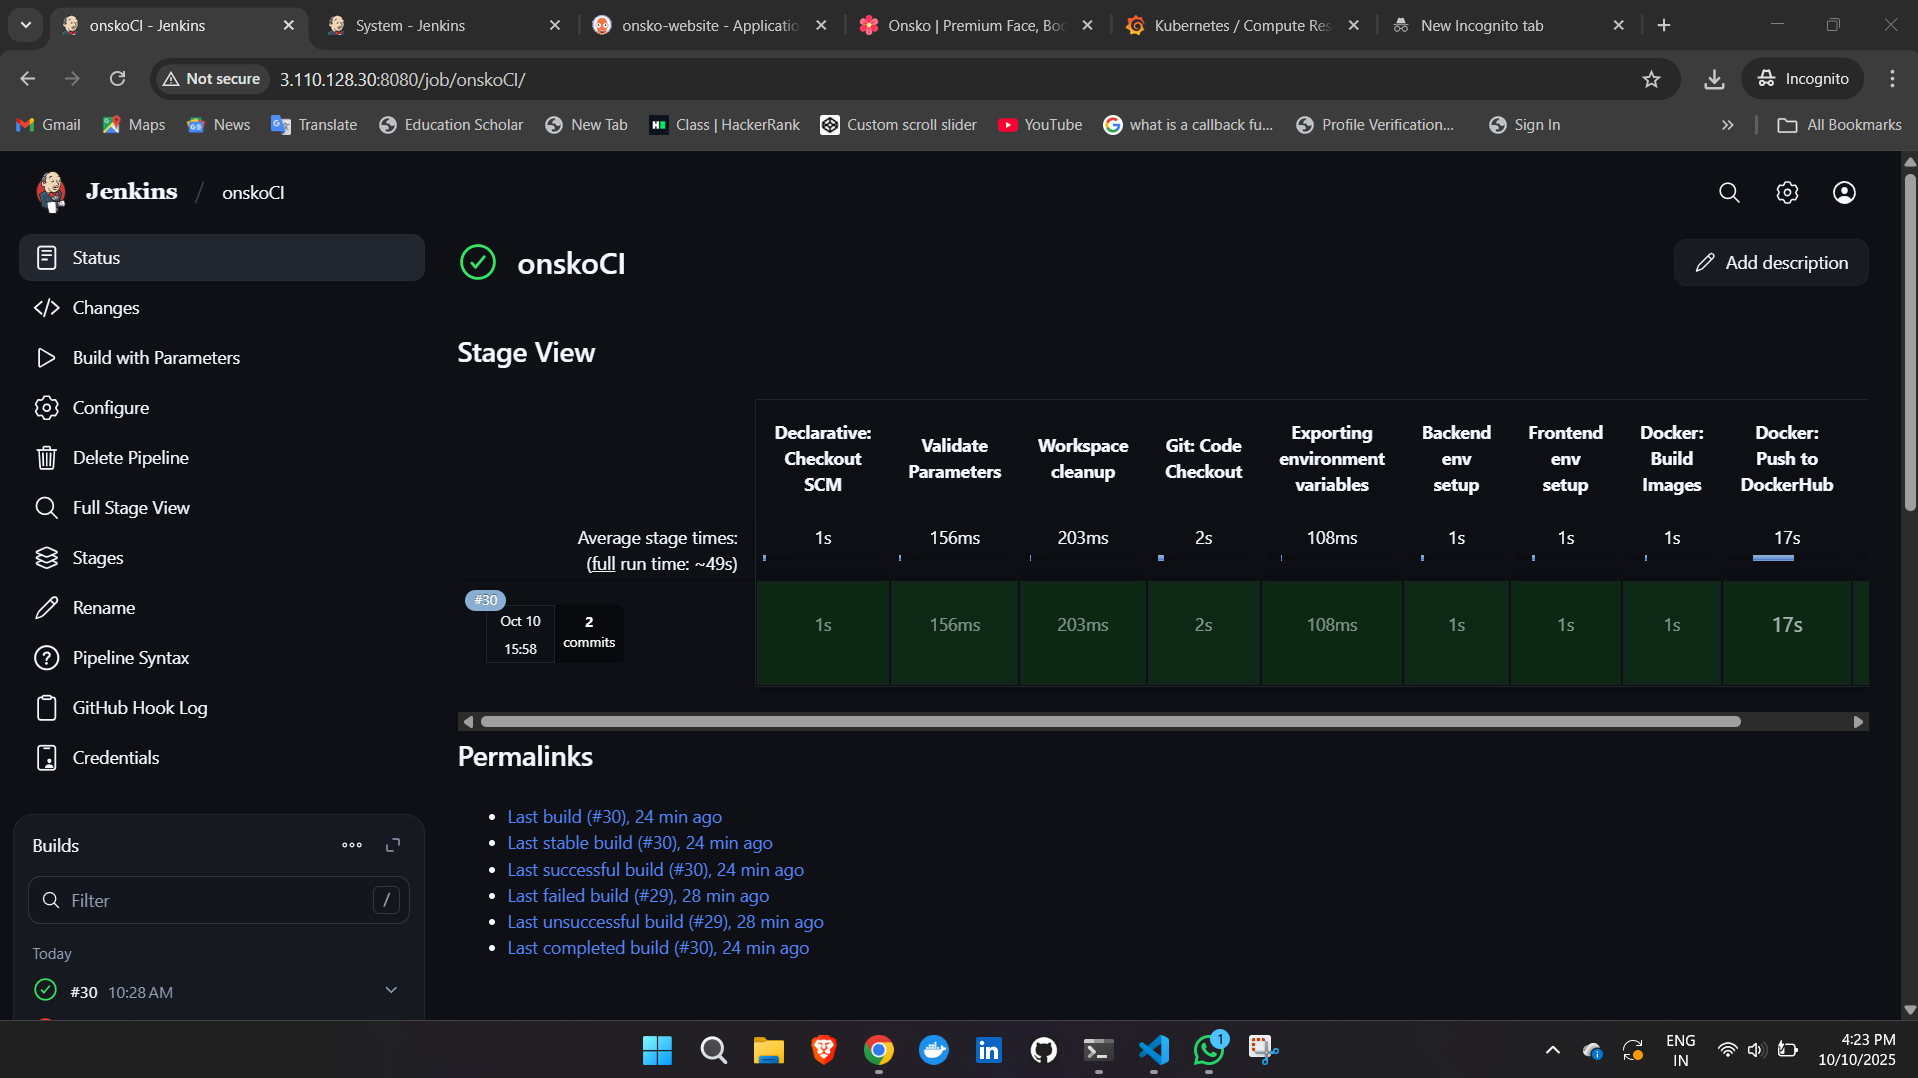 onskoCI - Jenkins
System - Jenkins
onsko-website - Applicatio
Onsko | Premium Face, Boc
Kubernetes / Compute Res
New Incognito tab
Not secure
3.110.128.30:8080/job/onskoCI/
Incognito
Gmail
Maps
News
Translate
Education Scholar
New Tab
Class | HackerRank
Custom scroll slider
YouTube
what is a callback fu...
Profile Verification...
Sign In
»
All Bookmarks
Jenkins / onskoCI
Status
Changes
Build with Parameters
Configure
Delete Pipeline
Full Stage View
Stages
Rename
Pipeline Syntax
GitHub Hook Log
Credentials
Builds
Filter
/
Today
#30 10:28 AM
onskoCI
Add description
Stage View
Declarative:
Checkout
SCM
Validate
Parameters
Workspace
cleanup
Git: Code
Checkout
Exporting
environment
variables
Backend
env
setup
Frontend
env
setup
Docker:
Build
Images
Docker:
Push to
DockerHub
Average stage times:
(full run time: ~49s)
1s
156ms
203ms
2s
108ms
1s
1s
1s
17s
#30
Oct 10
15:58
2
commits
1s
156ms
203ms
2s
108ms
1s
1s
1s
17s
Permalinks
Last build (#30), 24 min ago
Last stable build (#30), 24 min ago
Last successful build (#30), 24 min ago
Last failed build (#29), 28 min ago
Last unsuccessful build (#29), 28 min ago
Last completed build (#30), 24 min ago
in
1
ENG
IN
4:23 PM
10/10/2025